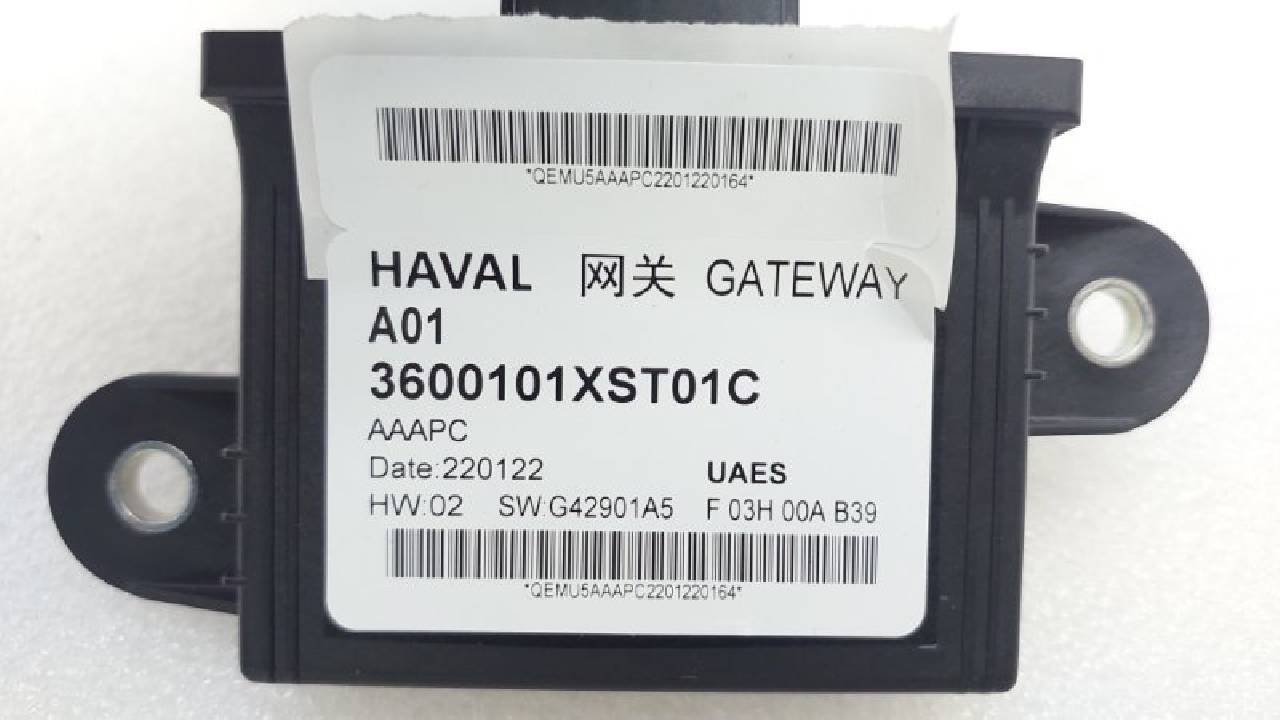 *QEMU5AAAPC2201220164*
HAVAL 网关 GATEWAY
A01
3600101XST01C
AAAPC
Date:220122 UAES
HW:02 SW:G42901A5 F 03H 00A B39
*QEMU5AAAPC2201220164*